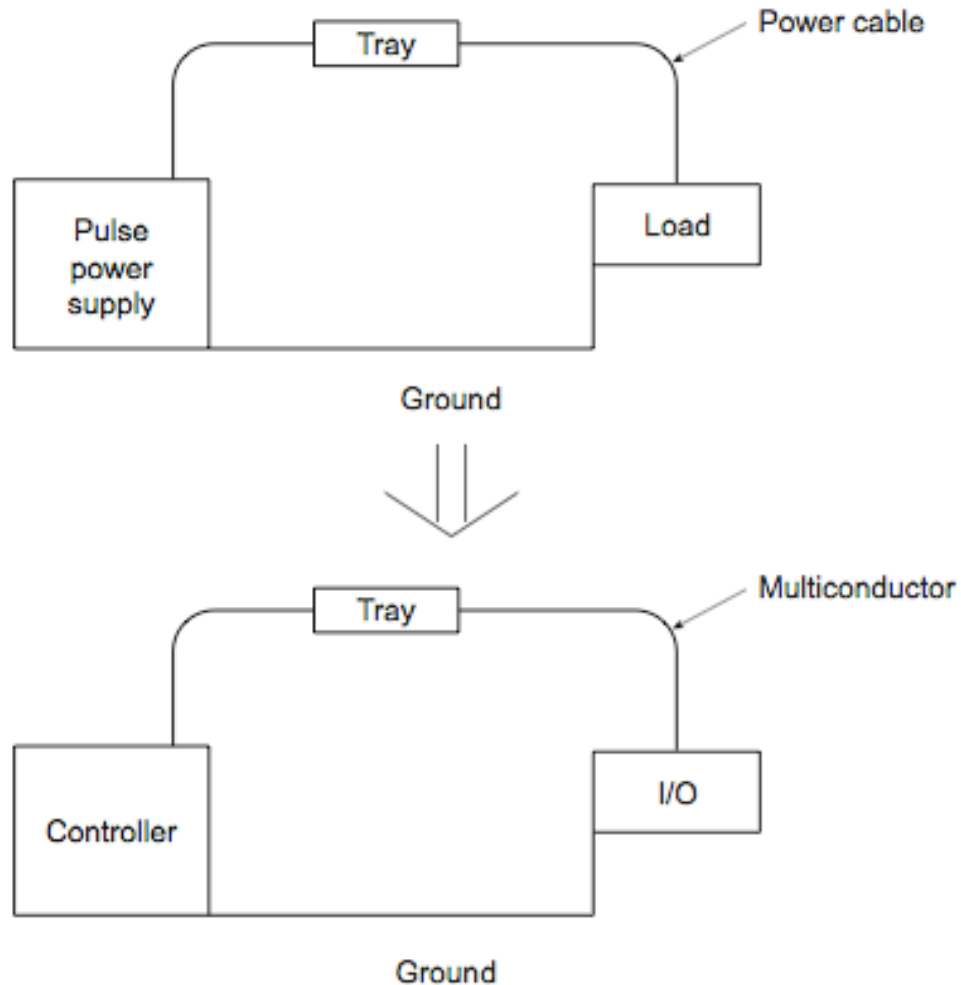 Power cable
Tray
Pulse
power
supply
Load
Ground
Multiconductor
Tray
Controller
I/O
Ground